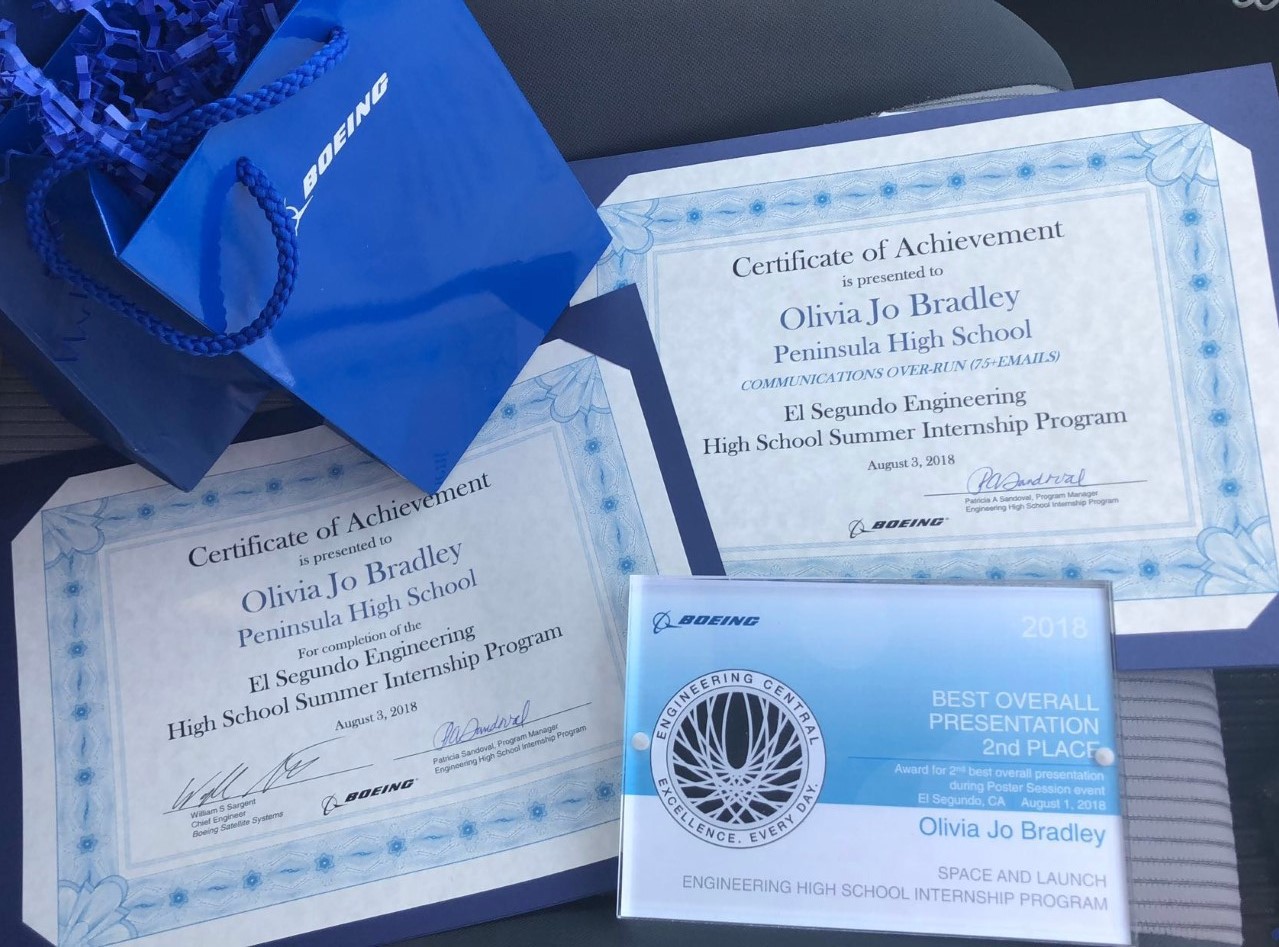 BOEING
Certificate of Achievement
is presented to
Olivia Jo Bradley
Peninsula High School
COMMUNICATIONS OVER-RUN (75+EMAILS)
El Segundo Engineering
High School Summer Internship Program
August 3, 2018
Patricia A Sandoval, Program Manager
Engineering High School Internship Program
BOEING
Certificate of Achievement
is presented to
Olivia Jo Bradley
Peninsula High School
For completion of the
El Segundo Engineering
High School Summer Internship Program
August 3, 2018
William S Sargent
Chief Engineer
Boeing Satellite Systems
BOEING
Patricia Sandoval, Program Manager
Engineering High School Internship Program
BOEING
2018
ENGINEERING CENTRAL
EXCELLENCE. EVERY DAY.
BEST OVERALL
PRESENTATION
2nd PLACE
Award for 2nd best overall presentation
during Poster Session event
El Segundo, CA August 1, 2018
Olivia Jo Bradley
SPACE AND LAUNCH
ENGINEERING HIGH SCHOOL INTERNSHIP PROGRAM